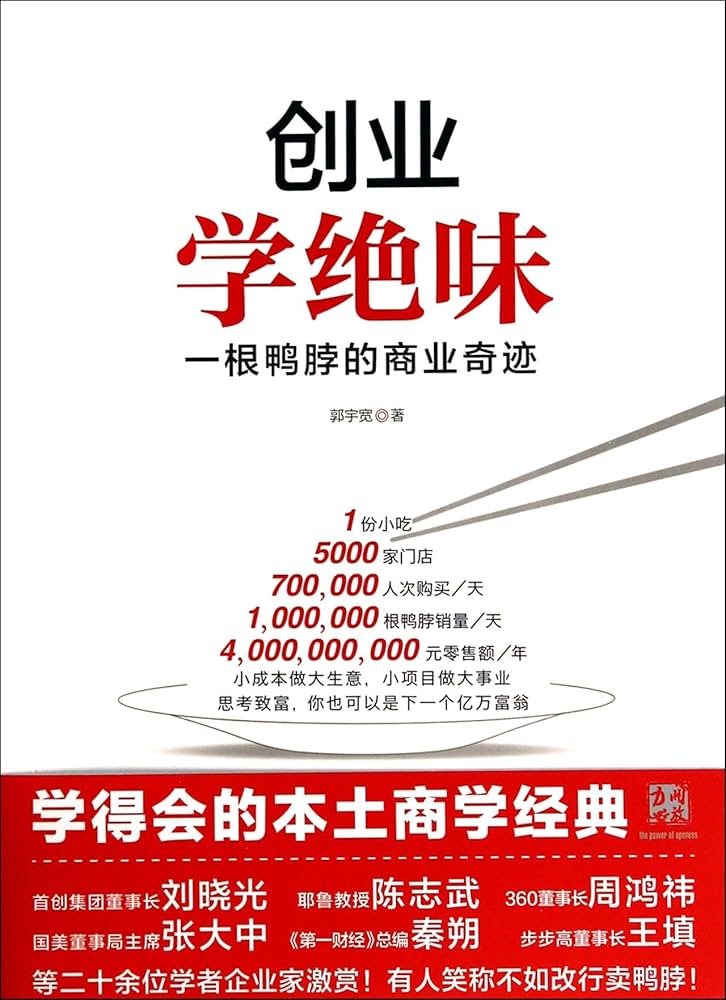 创业
学绝味
一根鸭脖的商业奇迹
郭宇宽◎著
1份小吃
5000家门店
700,000人次购买/天
1,000,000根鸭脖销量/天
4,000,000,000元零售额/年
小成本做大生意,小项目做大事业
思考致富,你也可以是下一个亿万富翁
学得会的本土商学经典
the power of openness
首创集团董事长刘晓光 耶鲁教授陈志武 360董事长周鸿祎
国美董事局主席张大中 《第一财经》总编秦朔 步步高董事长王填
等二十余位学者企业家激赏!有人笑称不如改行卖鸭脖!